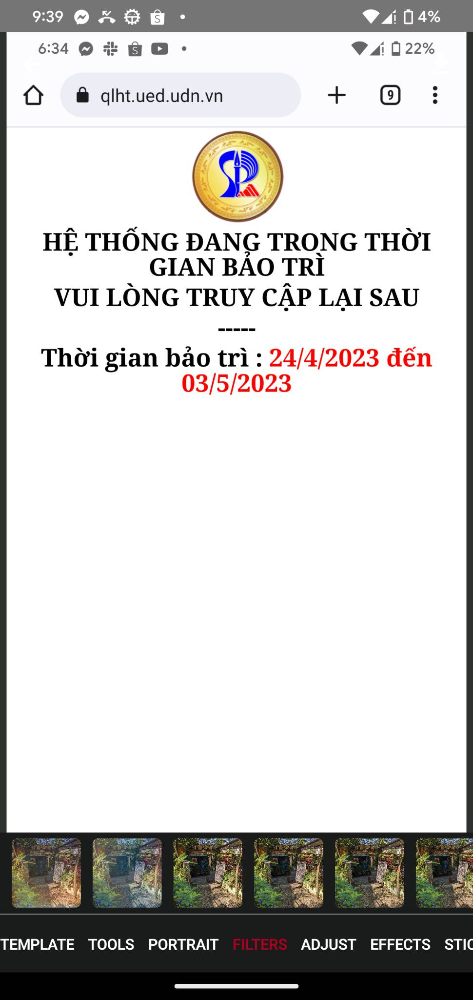 9:39
4%
6:34
22%
qlht.ued.udn.vn
9
HỆ THỐNG ĐANG TRONG THỜI
GIAN BẢO TRÌ
VUI LÒNG TRUY CẬP LẠI SAU
-----
Thời gian bảo trì : 24/4/2023 đến
03/5/2023
TEMPLATE TOOLS PORTRAIT FILTERS ADJUST EFFECTS STIC